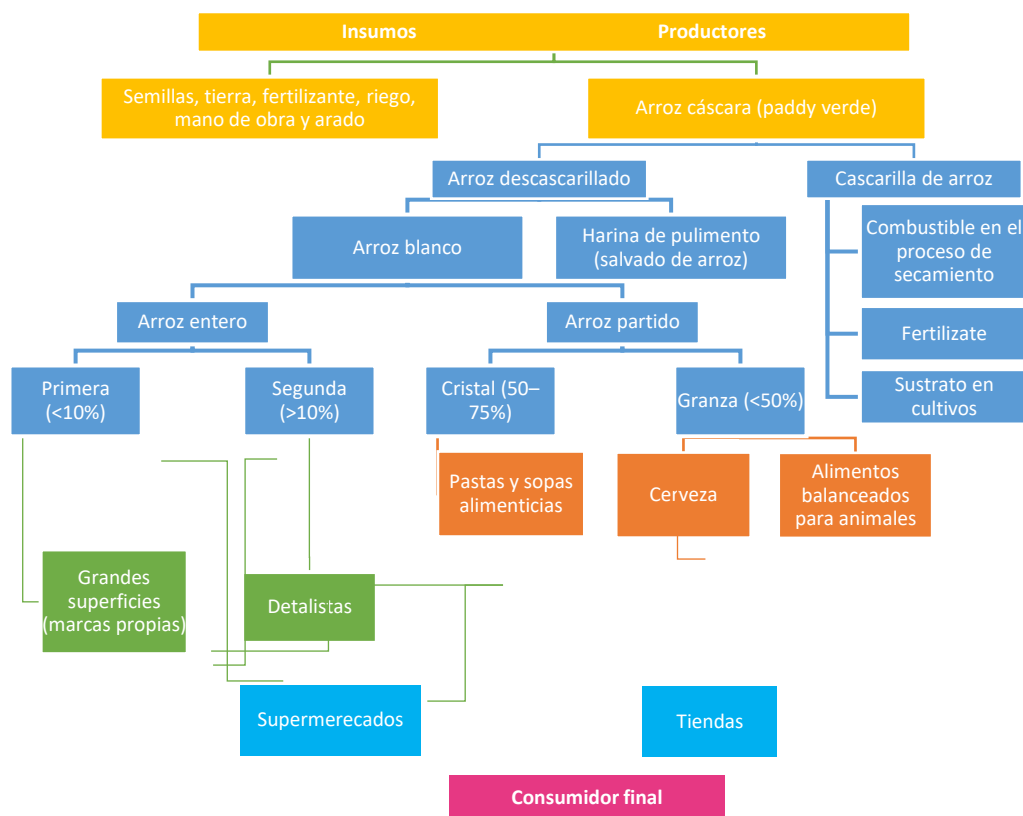 Insumos Productores
Semillas, tierra, fertilizante, riego,
mano de obra y arado
Arroz cáscara (paddy verde)
Arroz descascarillado
Cascarilla de arroz
Arroz blanco
Harina de pulimento
(salvado de arroz)
Combustible en el
proceso de
secamiento
Arroz entero
Arroz partido
Fertilizate
Primera
(<10%)
Segunda
(>10%)
Cristal (50–
75%)
Granza (<50%)
Sustrato en
cultivos
Pastas y sopas
alimenticias
Cerveza
Alimentos
balanceados
para animales
Grandes
superficies
(marcas propias)
Detalistas
Supermerecados
Tiendas
Consumidor final